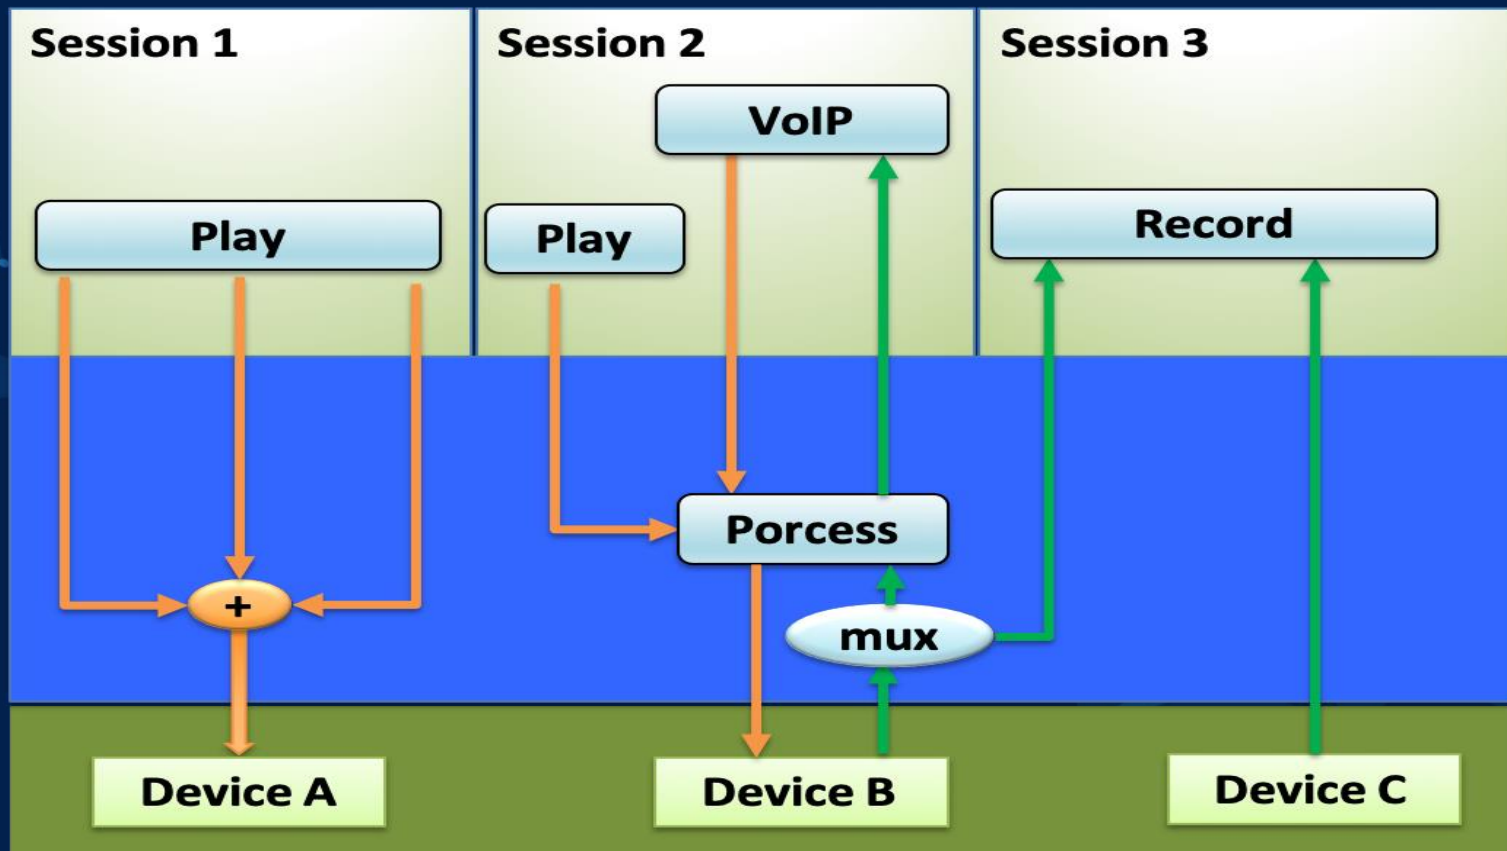 Session 1
Session 2
Session 3
VoIP
Play
Play
Record
Porcess
+
mux
Device A
Device B
Device C